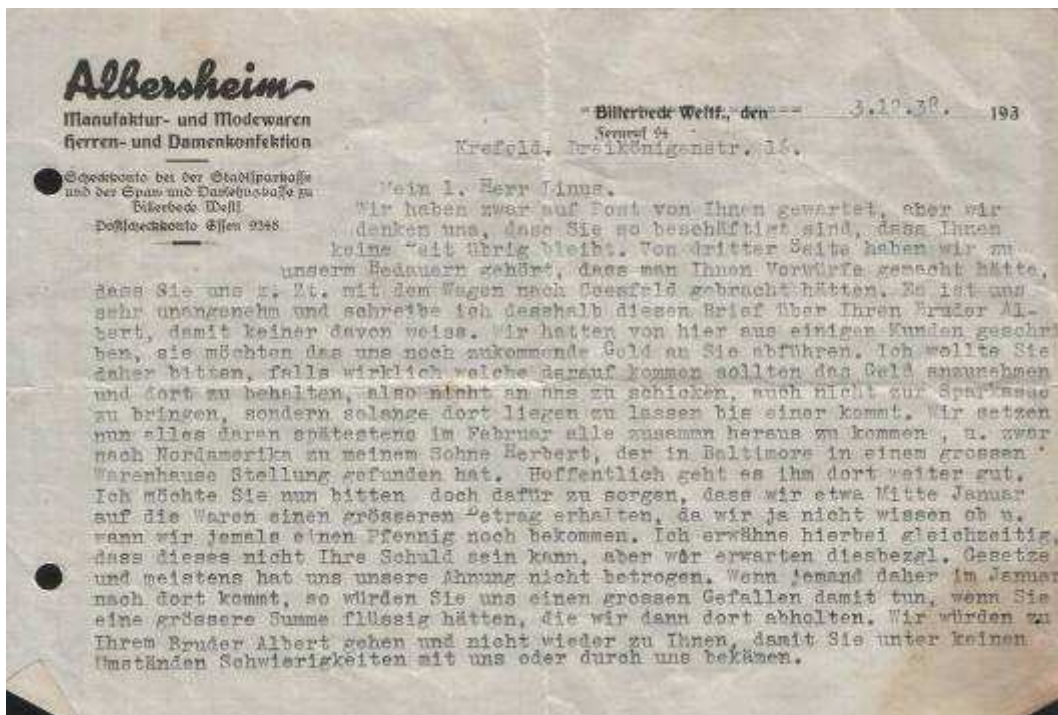 Albersheim
Manufaktur- und Modewaren
Herren- und Damenkonfektion
Scheckkonto bei der Stadtsparkasse
und der Spar- und Darlehnskasse zu
Billerbeck Westf.
Postscheckkonto Essen 9348
Billerbeck Westf., den 3.12.38. 193
Fernruf 94
Krefeld. Dreikönigenstr. 16.
Mein l. Herr Linus.
Wir haben zwar auf Post von Ihnen gewartet, aber wir
denken uns, dass Sie so beschäftigt sind, dass Ihnen
keine Zeit übrig bleibt. Von dritter Seite haben wir zu
unserm Bedauern gehört, dass man Ihnen Vorwürfe gemacht hätte,
dass Sie uns z. Zt. mit dem Wagen nach Coesfeld gebracht hätten. Es ist uns
sehr unangenehm und schreibe ich deshalb diesen Brief über Ihren Bruder Al-
bert, damit keiner davon weiss. Wir hatten von hier aus einigen Kunden geschr
ben, sie möchten das uns noch zukommende Geld an Sie abführen. Ich wollte Sie
daher bitten, falls wirklich welche darauf kommen sollten das Geld anzunehmen
und dort zu behalten, also nicht an uns zu schicken, auch nicht zur Sparkasse
zu bringen, sondern solange dort liegen zu lassen bis einer kommt. Wir setzen
nun alles daran spätestens im Februar alle zusamman heraus zu kommen , u. zwar
nach Nordamerika zu meinem Sohne Herbert, der in Baltimore in einem grossen
Warenhause Stellung gefunden hat. Hoffentlich geht es ihm dort weiter gut.
Ich möchte Sie nun bitten doch dafür zu sorgen, dass wir etwa Mitte Januar
auf die Waren einen grösseren Betrag erhalten, da wir ja nicht wissen ob u.
wann wir jemals einen Pfennig noch bekommen. Ich erwähne hierbei gleichzeitig,
dass dieses nicht Ihre Schuld sein kann, aber wir erwarten diesbezgl. Gesetze
und meistens hat uns unsere Ahnung nicht betrogen. Wenn jemand daher im Januar
nach dort kommt, so würden Sie uns einen grossen Gefallen damit tun, wenn Sie
eine grössere Summe flüssig hätten, die wir dann dort abholten. Wir würden zu
Ihrem Bruder Albert gehen und nicht wieder zu Ihnen, damit Sie unter keinen
Umständen Schwierigkeiten mit uns oder durch uns bekämen.